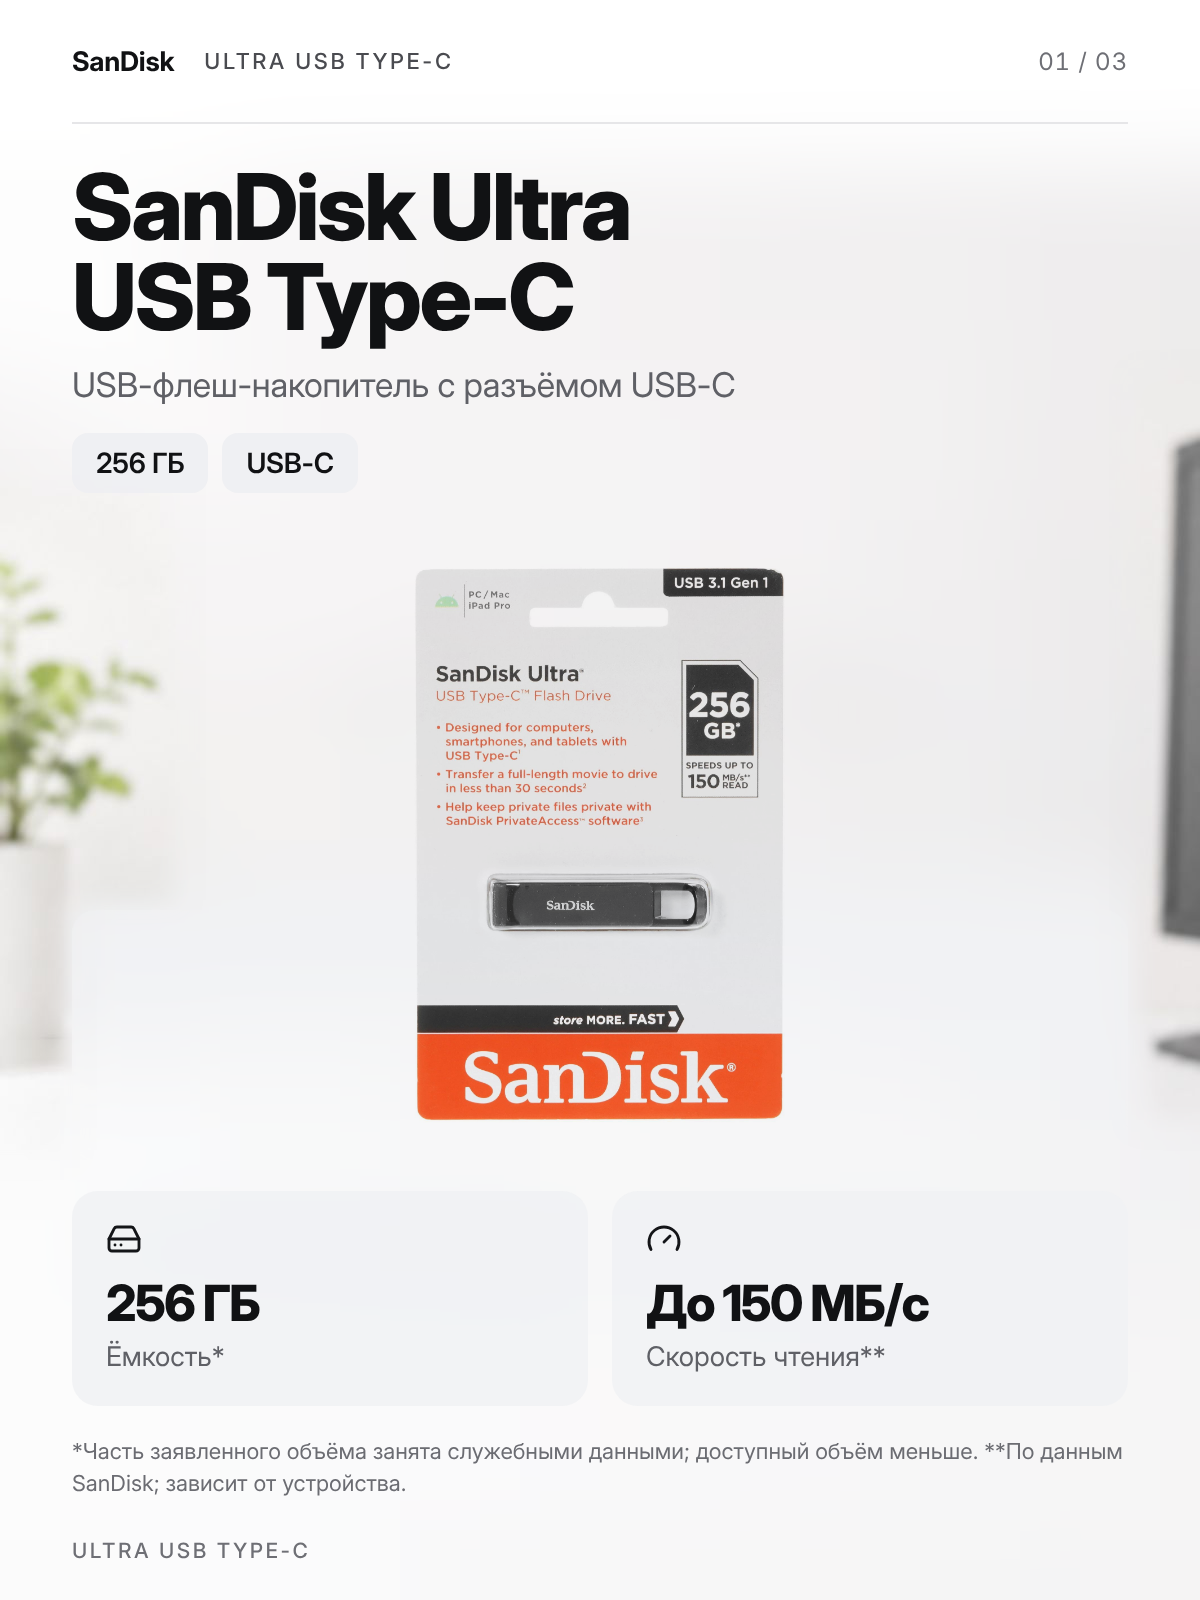 SanDisk ULTRA USB TYPE-C 01 / 03
SanDisk Ultra
USB Type-C
USB-флеш-накопитель с разъёмом USB-C
256 ГБ USB-C
USB 3.1 Gen 1
PC / Mac
iPad Pro
SanDisk Ultra™
USB Type-C™ Flash Drive
• Designed for computers,
smartphones, and tablets with
USB Type-C¹
• Transfer a full-length movie to drive
in less than 30 seconds²
• Help keep private files private with
SanDisk PrivateAccess™ software³
256
GB*
SPEEDS UP TO
150 MB/s**
READ
SanDisk
store MORE. FAST
SanDisk®
256 ГБ
Ёмкость*
До 150 МБ/с
Скорость чтения**
*Часть заявленного объёма занята служебными данными; доступный объём меньше. **По данным
SanDisk; зависит от устройства.
ULTRA USB TYPE-C